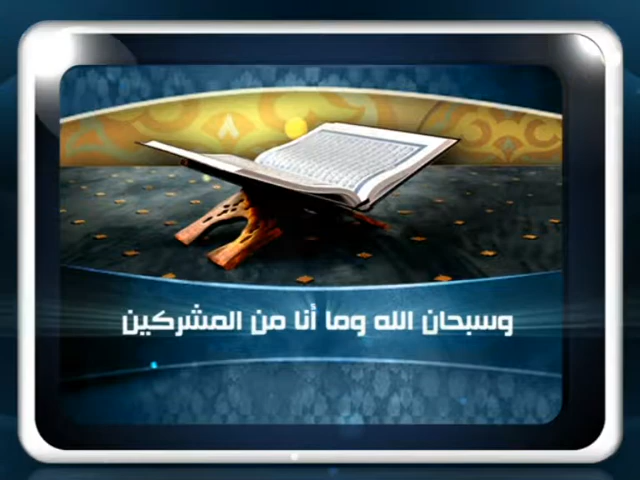 وسبحان الله وما أنا من المشركين